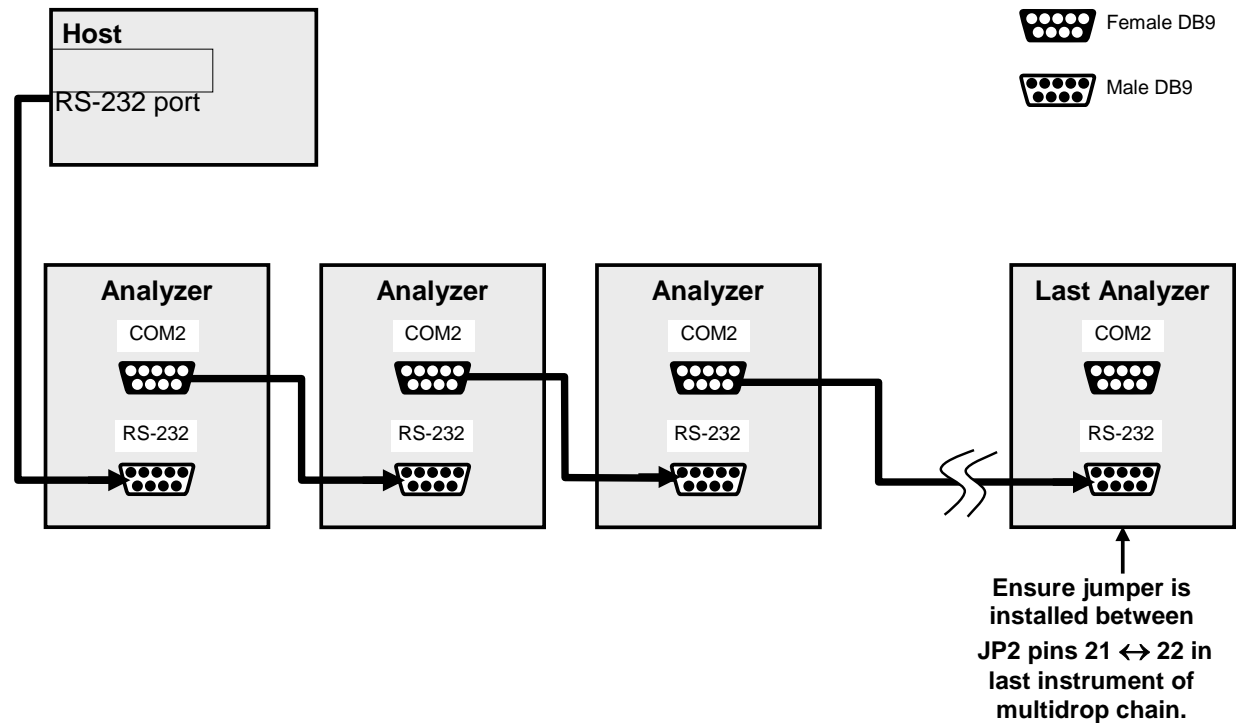 Host
RS-232 port
Female DB9
Male DB9
Analyzer
COM2
RS-232
Analyzer
COM2
RS-232
Analyzer
COM2
RS-232
Last Analyzer
COM2
RS-232
Ensure jumper is
installed between
JP2 pins 21 ↔ 22 in
last instrument of
multidrop chain.